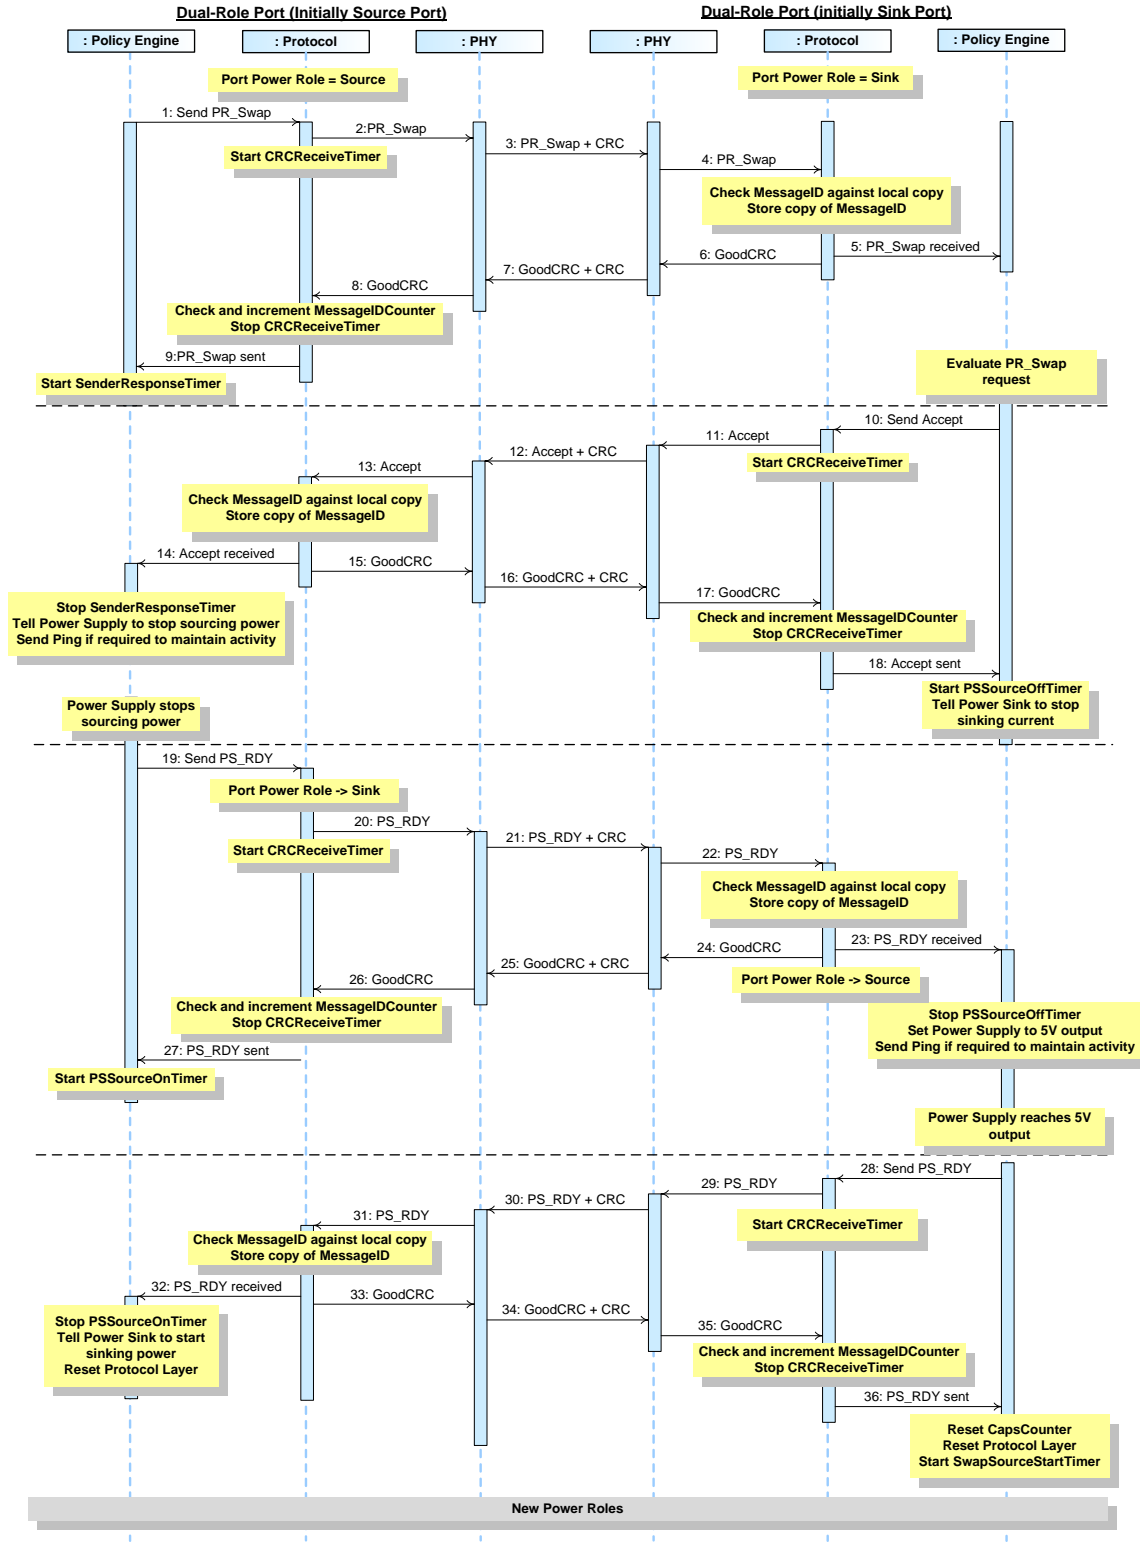 Dual-Role Port (Initially Source Port)
Dual-Role Port (initially Sink Port)
: Policy Engine
: Protocol
: PHY
: PHY
: Protocol
: Policy Engine
Port Power Role = Source
Port Power Role = Sink
1: Send PR_Swap
2:PR_Swap
Start CRCReceiveTimer
3: PR_Swap + CRC
4: PR_Swap
Check MessageID against local copy
Store copy of MessageID
5: PR_Swap received
6: GoodCRC
7: GoodCRC + CRC
8: GoodCRC
Check and increment MessageIDCounter
Stop CRCReceiveTimer
9:PR_Swap sent
Start SenderResponseTimer
Evaluate PR_Swap
request
10: Send Accept
11: Accept
Start CRCReceiveTimer
12: Accept + CRC
13: Accept
Check MessageID against local copy
Store copy of MessageID
14: Accept received
15: GoodCRC
16: GoodCRC + CRC
17: GoodCRC
Stop SenderResponseTimer
Tell Power Supply to stop sourcing power
Send Ping if required to maintain activity
Check and increment MessageIDCounter
Stop CRCReceiveTimer
18: Accept sent
Start PSSourceOffTimer
Tell Power Sink to stop
sinking current
Power Supply stops
sourcing power
19: Send PS_RDY
Port Power Role -> Sink
20: PS_RDY
Start CRCReceiveTimer
21: PS_RDY + CRC
22: PS_RDY
Check MessageID against local copy
Store copy of MessageID
23: PS_RDY received
24: GoodCRC
25: GoodCRC + CRC
26: GoodCRC
Port Power Role -> Source
Check and increment MessageIDCounter
Stop CRCReceiveTimer
Stop PSSourceOffTimer
Set Power Supply to 5V output
Send Ping if required to maintain activity
27: PS_RDY sent
Start PSSourceOnTimer
Power Supply reaches 5V
output
28: Send PS_RDY
29: PS_RDY
30: PS_RDY + CRC
31: PS_RDY
Start CRCReceiveTimer
Check MessageID against local copy
Store copy of MessageID
32: PS_RDY received
33: GoodCRC
34: GoodCRC + CRC
35: GoodCRC
Stop PSSourceOnTimer
Tell Power Sink to start
sinking power
Reset Protocol Layer
Check and increment MessageIDCounter
Stop CRCReceiveTimer
36: PS_RDY sent
Reset CapsCounter
Reset Protocol Layer
Start SwapSourceStartTimer
New Power Roles